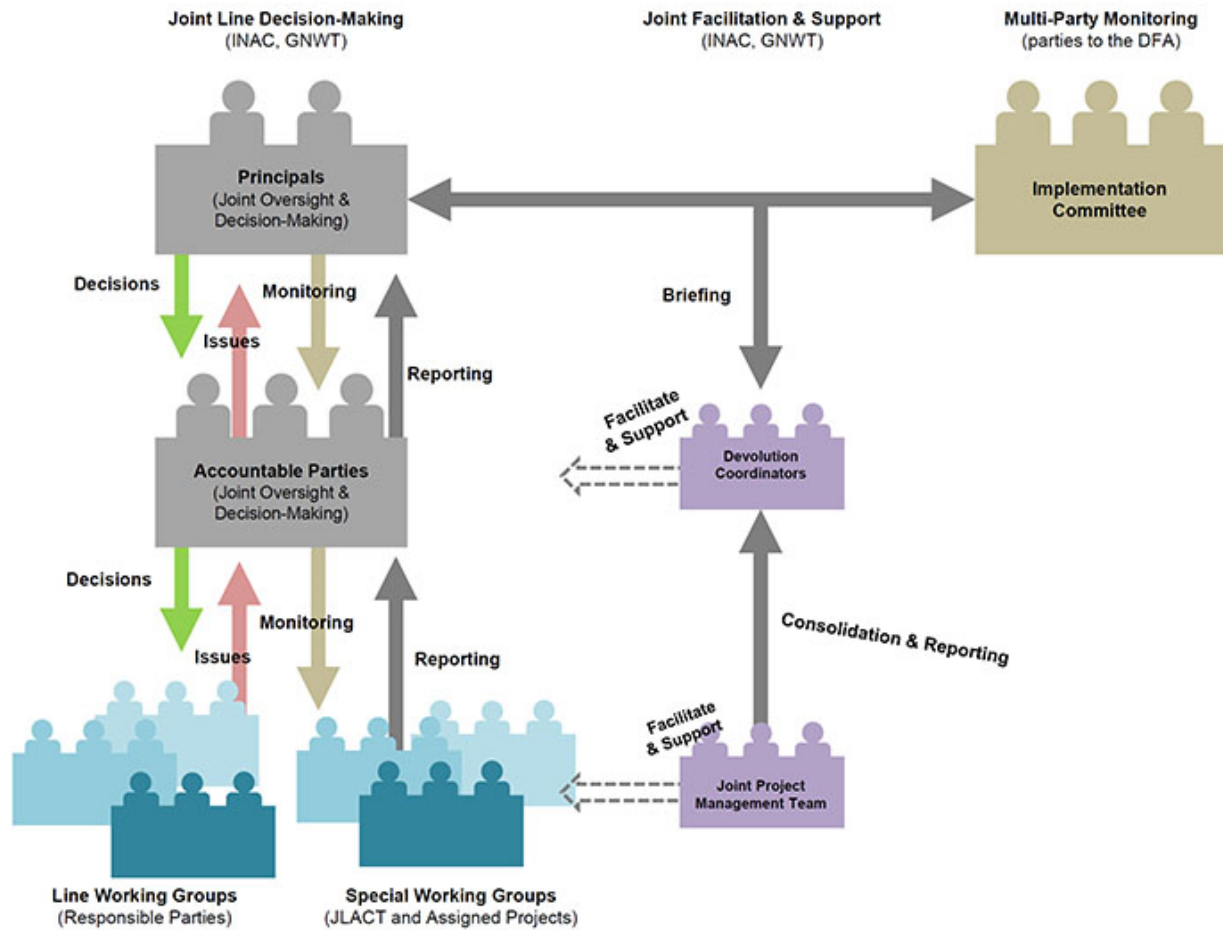 Joint Line Decision-Making
(INAC, GNWT)
Joint Facilitation & Support
(INAC, GNWT)
Multi-Party Monitoring
(parties to the DFA)
Principals
(Joint Oversight &
Decision-Making)
Implementation
Committee
Decisions
Monitoring
Issues
Reporting
Briefing
Facilitate
& Support
Devolution
Coordinators
Accountable Parties
(Joint Oversight &
Decision-Making)
Decisions
Monitoring
Issues
Reporting
Consolidation & Reporting
Facilitate
& Support
Joint Project
Management Team
Line Working Groups
(Responsible Parties)
Special Working Groups
(JLACT and Assigned Projects)